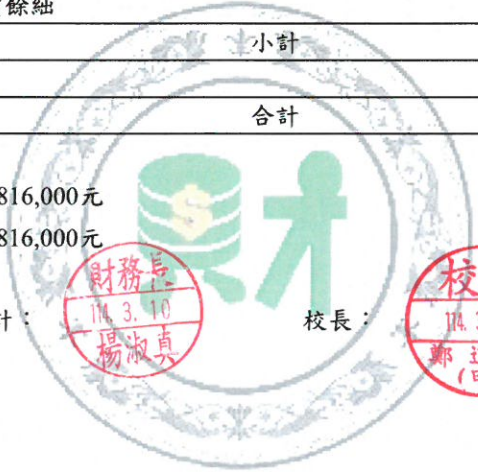 餘絀
小計
合計
816,000元
816,000元
計：
財務長
114. 3. 10
楊淑真
校長：
校
114. 3
鄭